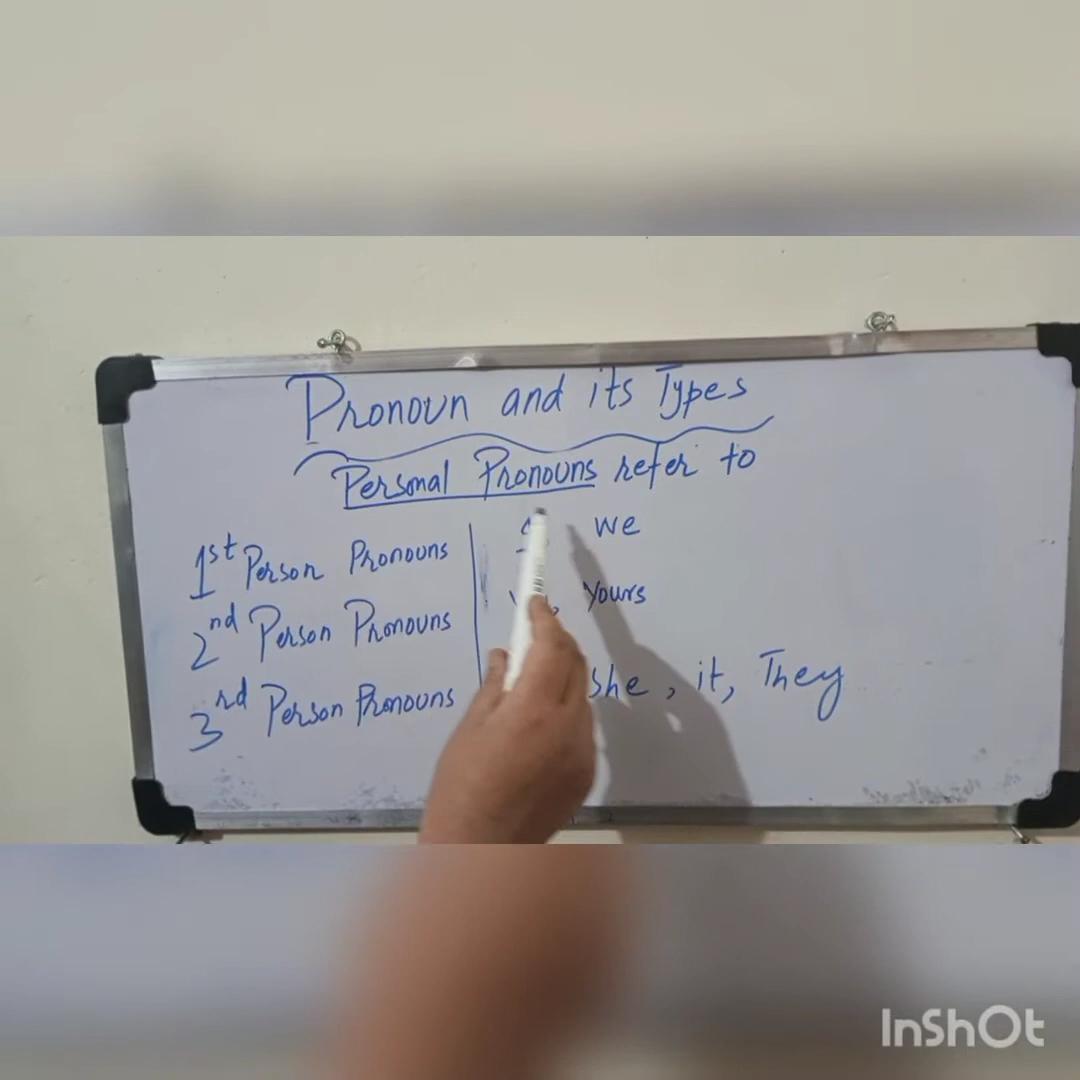 Pronoun and its Types
Personal Pronouns refer to
1st Person Pronouns we
2nd Person Pronouns , Yours
3rd Person Pronouns she, it, They
InShOt